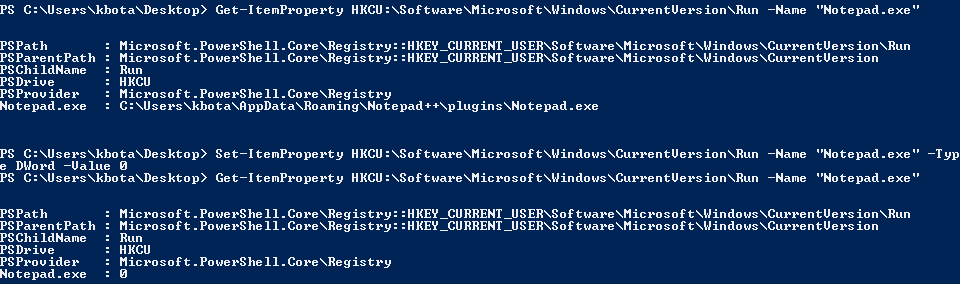 PS C:\Users\kbota\Desktop> Get-ItemProperty HKCU:\Software\Microsoft\Windows\CurrentVersion\Run -Name "Notepad.exe"
PSPath       : Microsoft.PowerShell.Core\Registry::HKEY_CURRENT_USER\Software\Microsoft\Windows\CurrentVersion\Run
PSParentPath : Microsoft.PowerShell.Core\Registry::HKEY_CURRENT_USER\Software\Microsoft\Windows\CurrentVersion
PSChildName  : Run
PSDrive      : HKCU
PSProvider   : Microsoft.PowerShell.Core\Registry
Notepad.exe  : C:\Users\kbota\AppData\Roaming\Notepad++\plugins\Notepad.exe
PS C:\Users\kbota\Desktop> Set-ItemProperty HKCU:\Software\Microsoft\Windows\CurrentVersion\Run -Name "Notepad.exe" -Typ
e DWord -Value 0
PS C:\Users\kbota\Desktop> Get-ItemProperty HKCU:\Software\Microsoft\Windows\CurrentVersion\Run -Name "Notepad.exe"
PSPath       : Microsoft.PowerShell.Core\Registry::HKEY_CURRENT_USER\Software\Microsoft\Windows\CurrentVersion\Run
PSParentPath : Microsoft.PowerShell.Core\Registry::HKEY_CURRENT_USER\Software\Microsoft\Windows\CurrentVersion
PSChildName  : Run
PSDrive      : HKCU
PSProvider   : Microsoft.PowerShell.Core\Registry
Notepad.exe  : 0